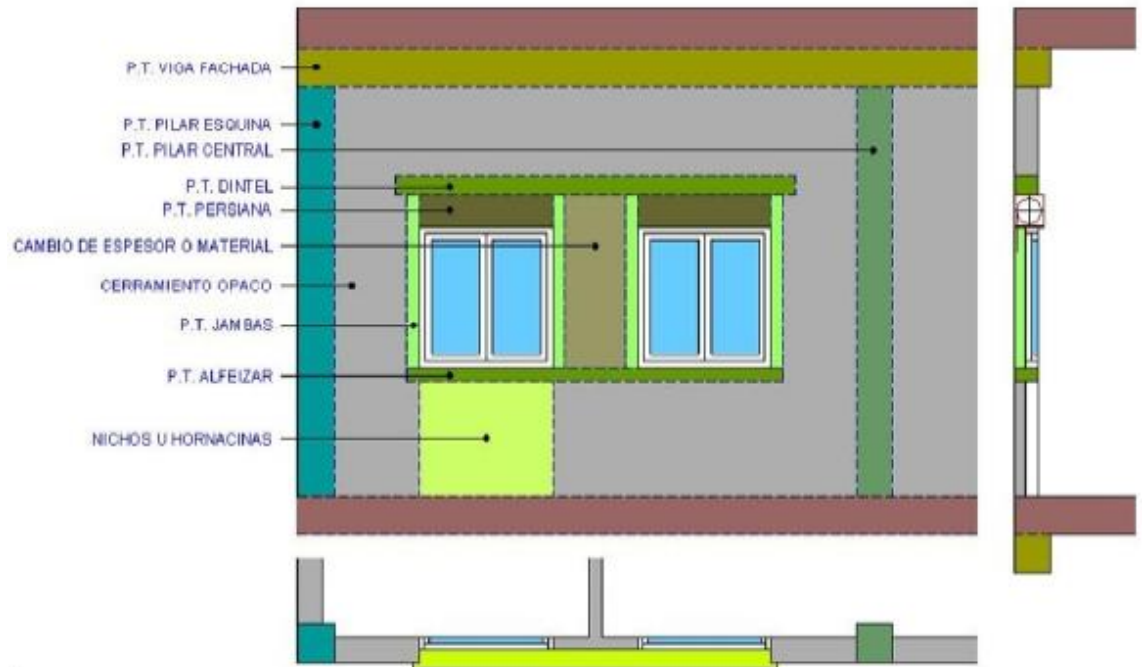 P.T. VIGA FACHADA
P.T. PILAR ESQUINA
P.T. PILAR CENTRAL
P.T. DINTEL
P.T. PERSIANA
CAMBIO DE ESPESOR O MATERIAL
CERRAMIENTO OPACO
P.T. JAMBAS
P.T. ALFEIZAR
NICHOS U HORNACINAS